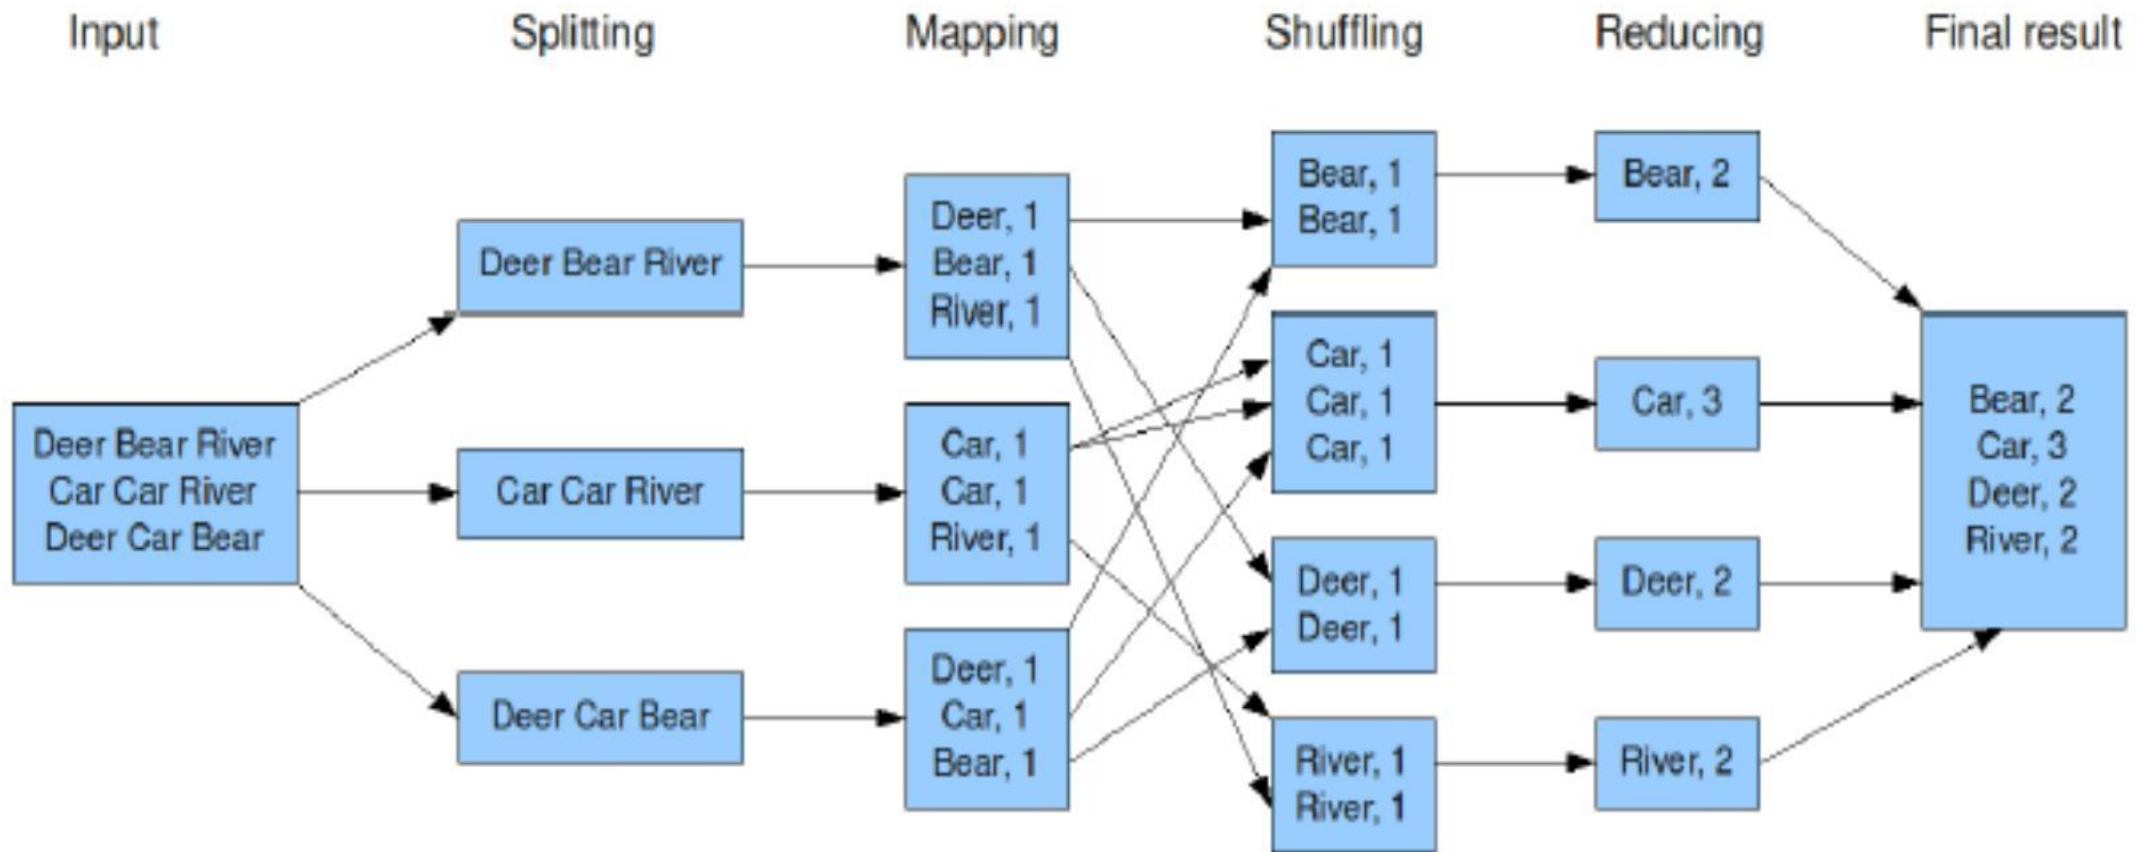 Input
Splitting
Mapping
Shuffling
Reducing
Final result
Deer Bear River
Car Car River
Deer Car Bear
Deer Bear River
Car Car River
Deer Car Bear
Deer, 1
Bear, 1
River, 1
Car, 1
Car, 1
River, 1
Deer, 1
Car, 1
Bear, 1
Bear, 1
Bear, 1
Car, 1
Car, 1
Car, 1
Deer, 1
Deer, 1
River, 1
River, 1
Bear, 2
Car, 3
Deer, 2
River, 2
Bear, 2
Car, 3
Deer, 2
River, 2